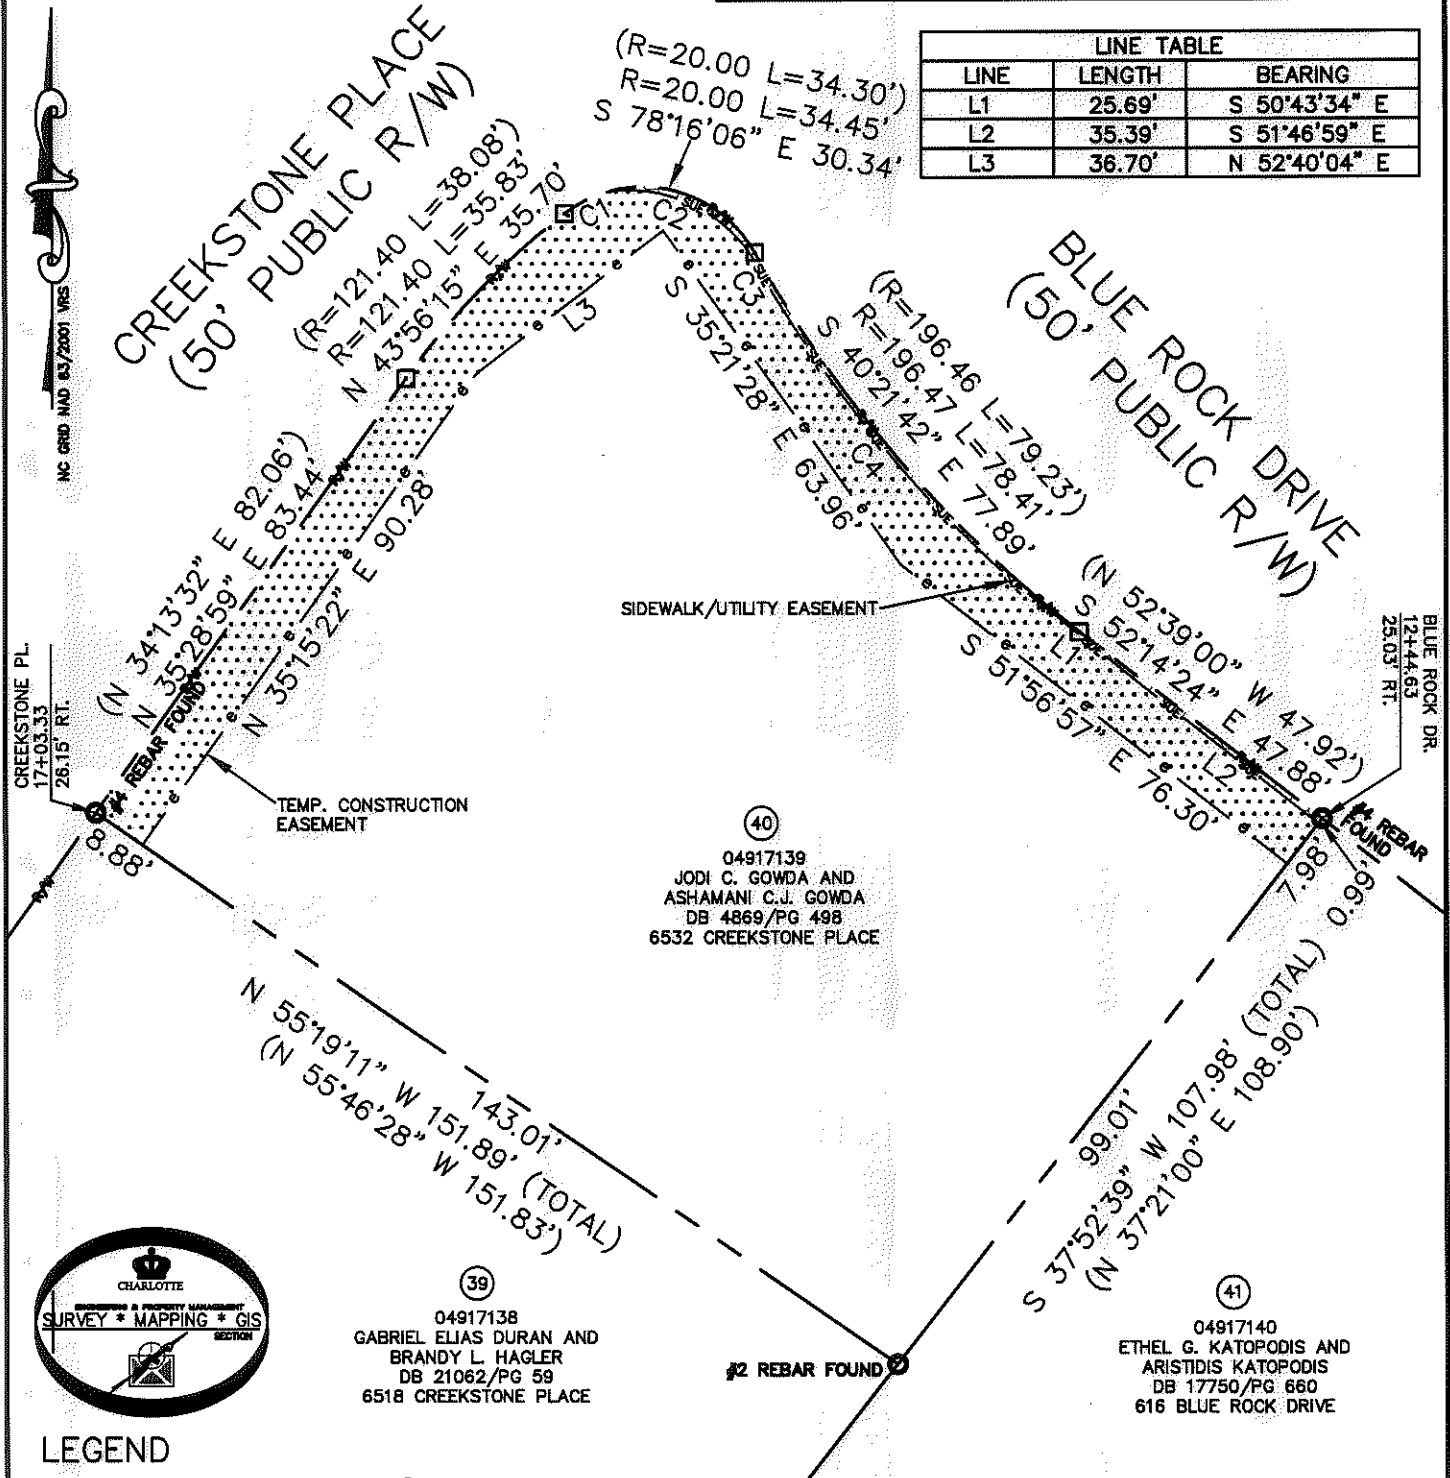 LINE TABLE
LINE LENGTH BEARING
L1 25.69' S 50°43'34" E
L2 35.39' S 51°46'59" E
L3 36.70' N 52°40'04" E
(R=20.00 L=34.30')
R=20.00 L=34.45'
S 78°16'06" E 30.34'
CREEKSTONE PLACE
(50' PUBLIC R/W)
NC GRID NAD 83/2001 VRS
(R=121.40 L=38.08')
R=121.40 L=35.83'
N 43°56'15" E 35.70'
C1
C2
SUE
R/W
C3
L3
S 35°21'28" E 63.96'
BLUE ROCK DRIVE
(50' PUBLIC R/W)
(R=196.46 L=79.23')
R=196.47 L=78.41'
S 40°21'42" E 77.89'
C4
(N 34°13'32" E 82.06')
N 35°28'59" E 83.44'
N 35°15'22" E 90.28'
SIDEWALK/UTILITY EASEMENT
(N 52°39'00" W 47.92')
S 52°14'24" E 47.88'
L1
L2
S 51°56'57" E 76.30'
CREEKSTONE PL.
17+03.33
26.15' RT.
#4 REBAR FOUND
BLUE ROCK DR.
12+44.63
25.03' RT.
#4 REBAR
FOUND
TEMP. CONSTRUCTION
EASEMENT
8.88'
7.98'
0.99'
40
04917139
JODI C. GOWDA AND
ASHAMANI C.J. GOWDA
DB 4869/PG 498
6532 CREEKSTONE PLACE
143.01'
N 55°19'11" W 151.89' (TOTAL)
(N 55°46'28" W 151.83')
99.01'
S 37°52'39" W 107.98' (TOTAL)
(N 37°21'00" E 108.90')
CHARLOTTE
ENGINEERING & PROPERTY MANAGEMENT
SURVEY * MAPPING * GIS
SECTION
39
04917138
GABRIEL ELIAS DURAN AND
BRANDY L. HAGLER
DB 21062/PG 59
6518 CREEKSTONE PLACE
#2 REBAR FOUND
41
04917140
ETHEL G. KATOPODIS AND
ARISTIDIS KATOPODIS
DB 17750/PG 660
616 BLUE ROCK DRIVE
LEGEND